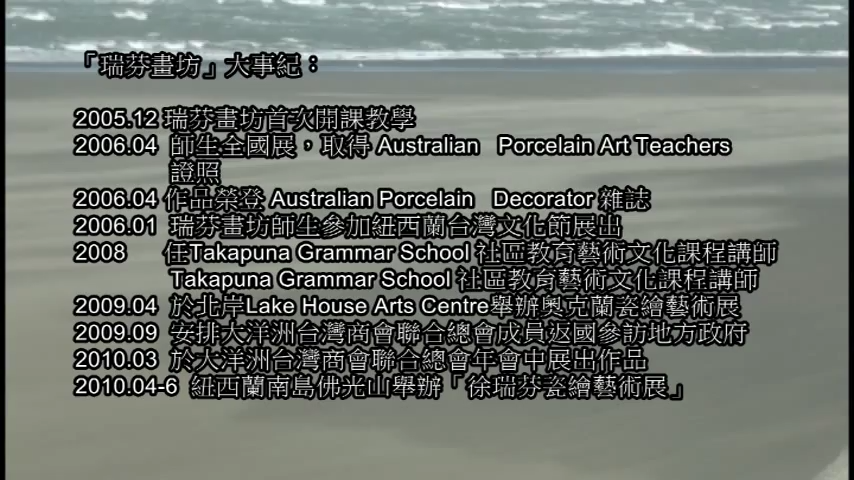 「瑞芬畫坊」大事紀：
2005.12 瑞芬畫坊首次開課教學
2006.04 師生全國展，取得 Australian Porcelain Art Teachers
證照
2006.04 作品榮登 Australian Porcelain Decorator 雜誌
2006.01 瑞芬畫坊師生參加紐西蘭台灣文化節展出
2008 任Takapuna Grammar School 社區教育藝術文化課程講師
Takapuna Grammar School 社區教育藝術文化課程講師
2009.04 於北岸Lake House Arts Centre舉辦奧克蘭瓷繪藝術展
2009.09 安排大洋洲台灣商會聯合總會成員返國參訪地方政府
2010.03 於大洋洲台灣商會聯合總會年會中展出作品
2010.04-6 紐西蘭南島佛光山舉辦「徐瑞芬瓷繪藝術展」